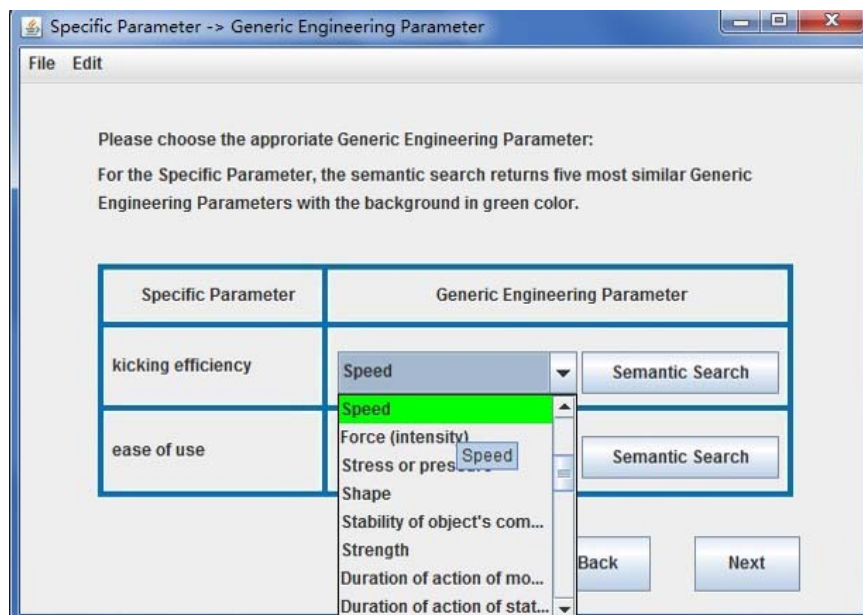 Specific Parameter -> Generic Engineering Parameter
File Edit
Please choose the approriate Generic Engineering Parameter:
For the Specific Parameter, the semantic search returns five most similar Generic
Engineering Parameters with the background in green color.
Specific Parameter Generic Engineering Parameter
kicking efficiency Speed Semantic Search
Speed
Force (intensity)
ease of use Semantic Search
Stress or pres
Speed
Shape
Stability of object's com...
Strength
Duration of action of mo...
Back Next
Duration of action of stat...